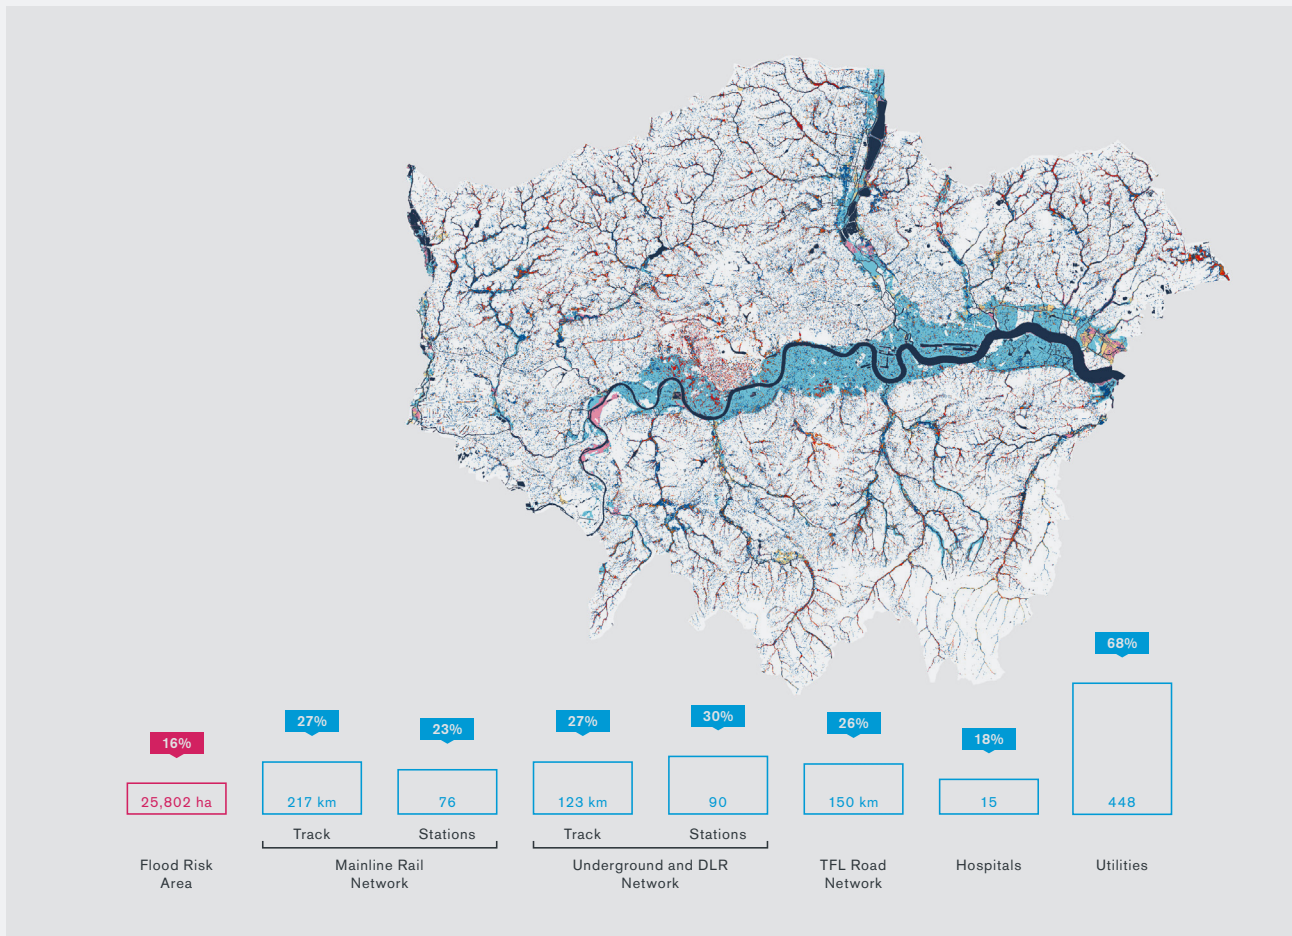 68%
27%
27%
30%
23%
26%
18%
16%
25,802 ha
217 km
76
123 km
90
150 km
15
448
Track
Stations
Track
Stations
Flood Risk
Area
Mainline Rail
Network
Underground and DLR
Network
TFL Road
Network
Hospitals
Utilities